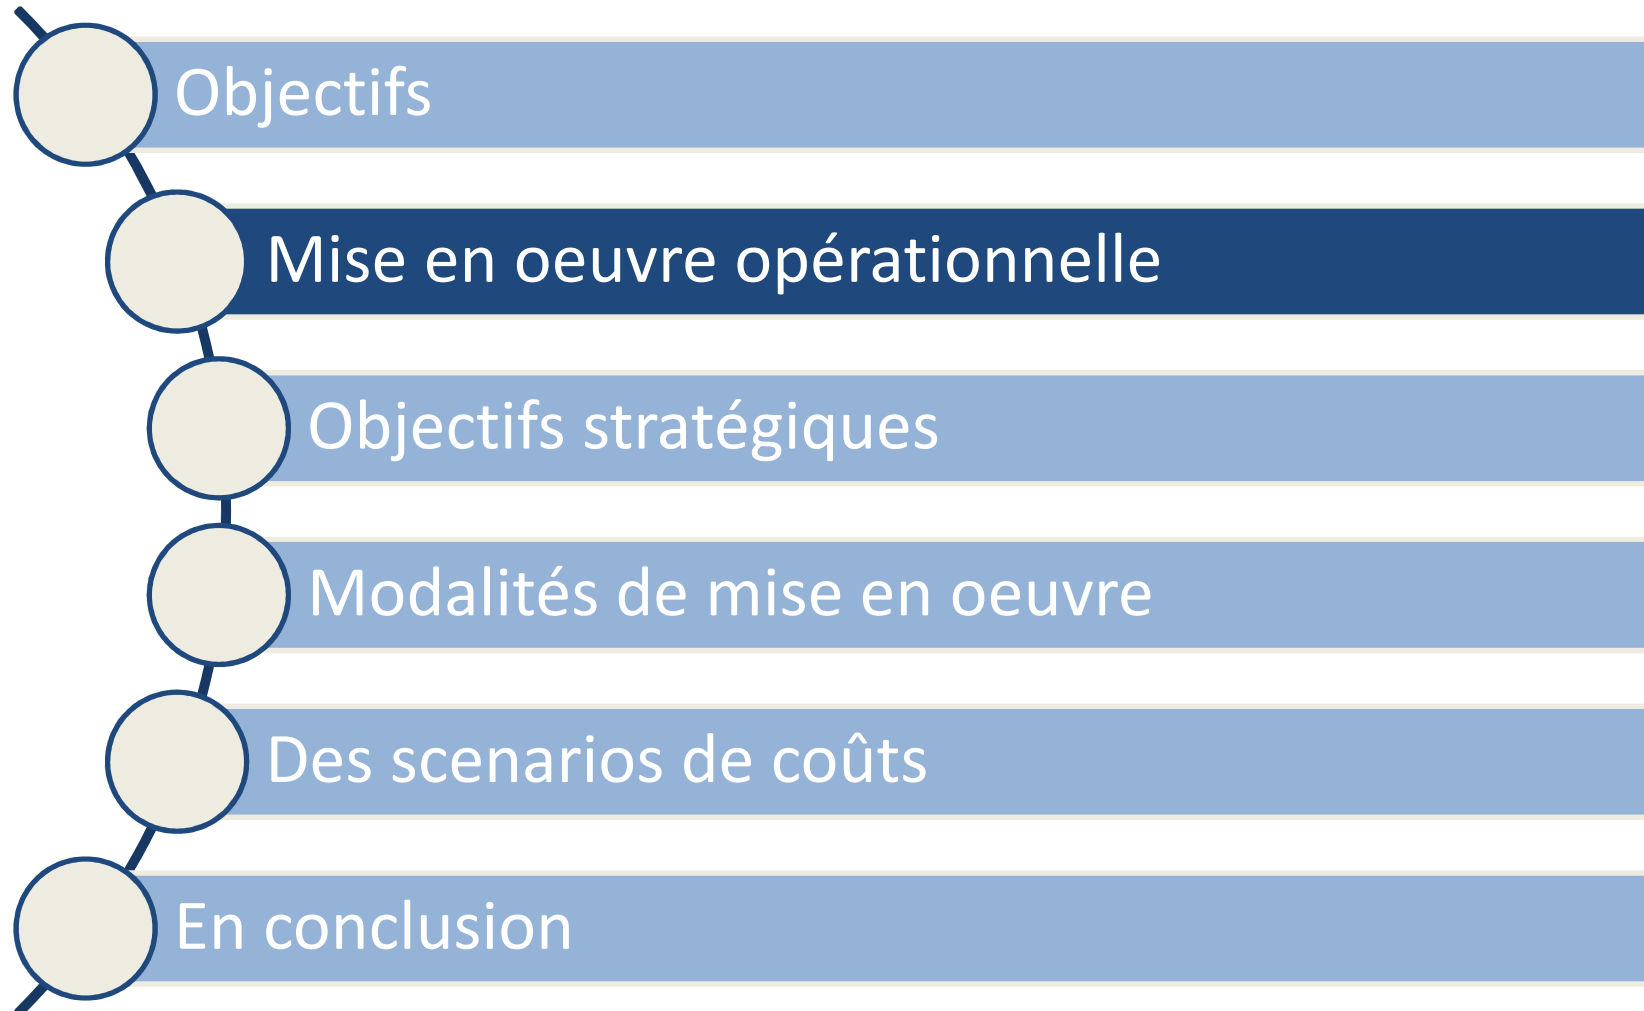 Objectifs
Mise en oeuvre opérationnelle
Objectifs stratégiques
Modalités de mise en oeuvre
Des scenarios de coûts
En conclusion